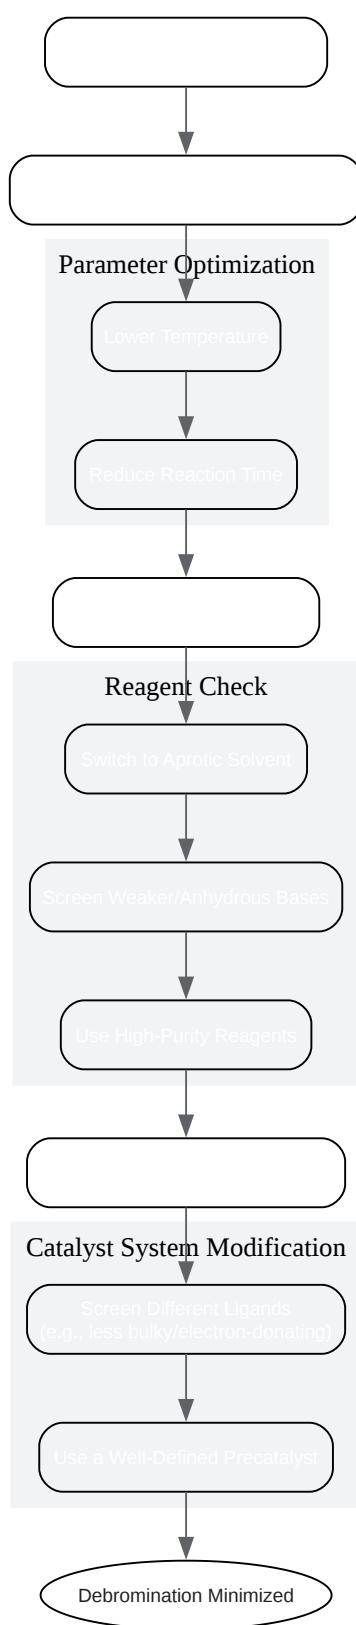 Parameter Optimization
Lower Temperature
Reduce Reaction Time
Reagent Check
Switch to Aprotic Solvent
Screen Weaker/Anhydrous Bases
Use High-Purity Reagents
Catalyst System Modification
Screen Different Ligands
(e.g., less bulky/electron-donating)
Use a Well-Defined Precatalyst
Debromination Minimized